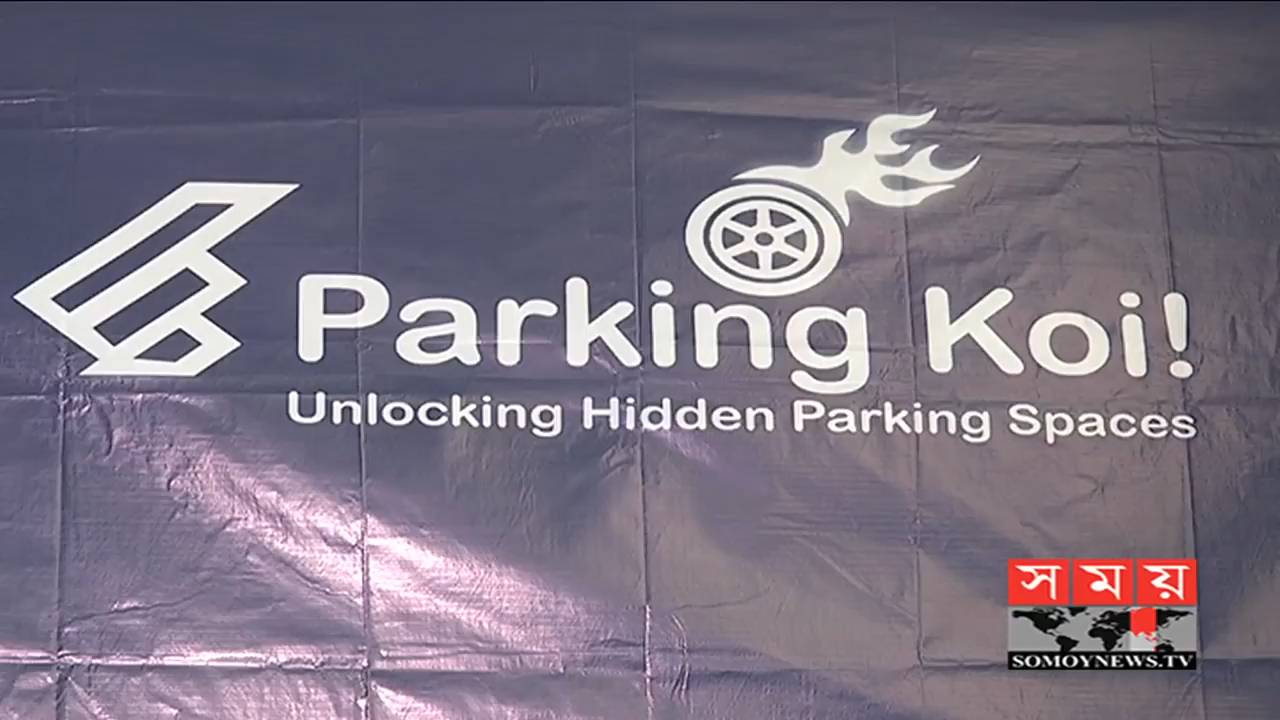 Parking Koi!
Unlocking Hidden Parking Spaces
সময়
SOMOYNEWS.TV